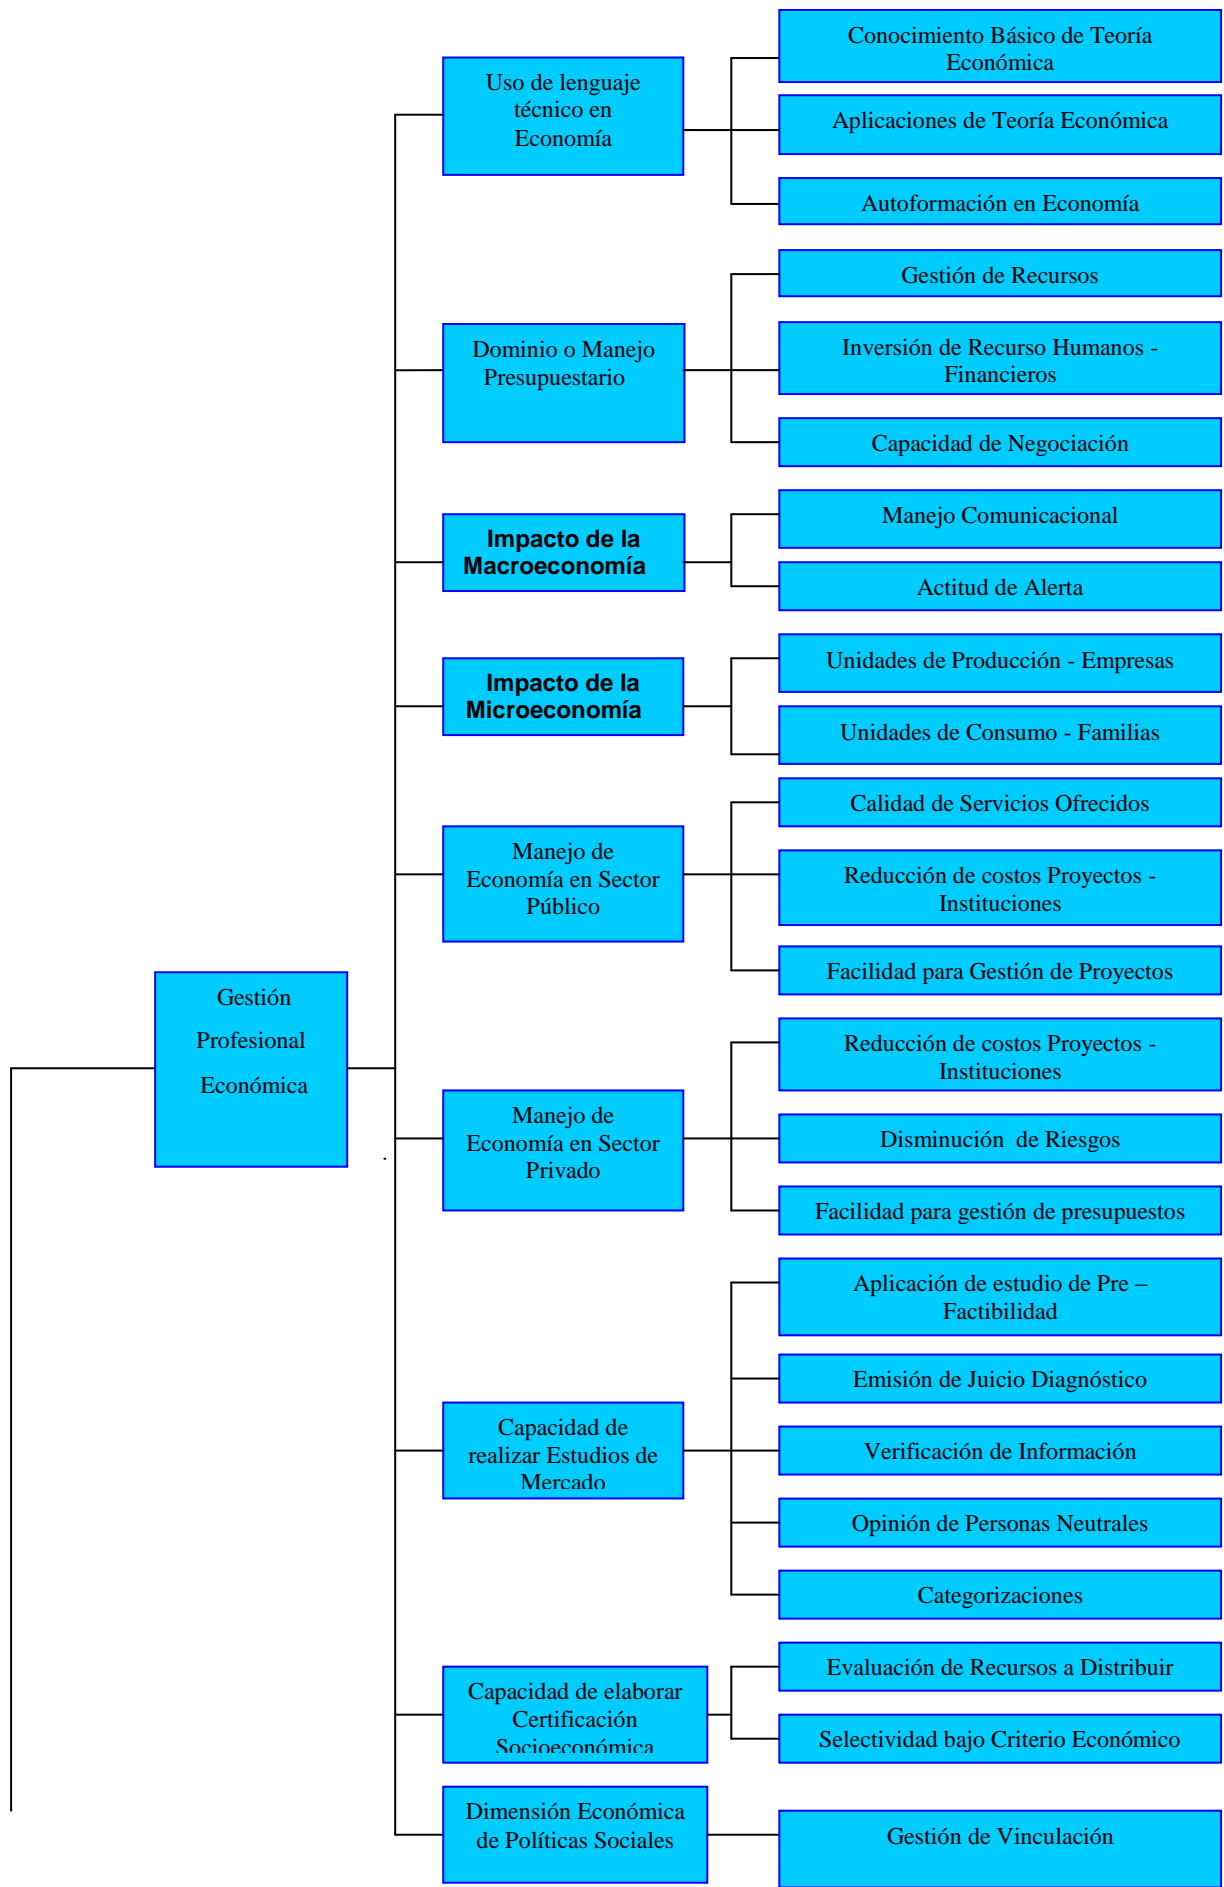 Conocimiento Básico de Teoría
Económica
Uso de lenguaje
técnico en
Economía
Aplicaciones de Teoría Económica
Autoformación en Economía
Gestión de Recursos
Dominio o Manejo
Presupuestario
Inversión de Recurso Humanos -
Financieros
Capacidad de Negociación
Impacto de la
Macroeconomía
Manejo Comunicacional
Actitud de Alerta
Impacto de la
Microeconomía
Unidades de Producción - Empresas
Unidades de Consumo - Familias
Calidad de Servicios Ofrecidos
Manejo de
Economía en Sector
Público
Reducción de costos Proyectos -
Instituciones
Facilidad para Gestión de Proyectos
Gestión
Profesional
Económica
.
Reducción de costos Proyectos -
Instituciones
Manejo de
Economía en Sector
Privado
Disminución  de Riesgos
Facilidad para gestión de presupuestos
Aplicación de estudio de Pre –
Factibilidad
Emisión de Juicio Diagnóstico
Capacidad de
realizar Estudios de
Mercado
Verificación de Información
Opinión de Personas Neutrales
Categorizaciones
Evaluación de Recursos a Distribuir
Capacidad de elaborar
Certificación
Socioeconómica
Selectividad bajo Criterio Económico
Dimensión Económica
de Políticas Sociales
Gestión de Vinculación